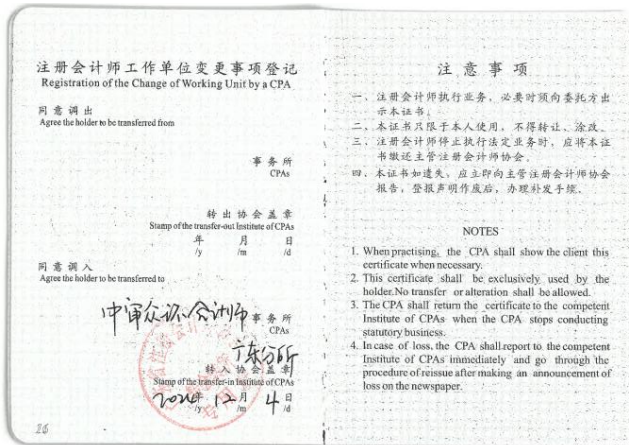 注册会计师工作单位变更事项登记
Registration of the Change of Working Unit by a CPA
同意调出
Agree the holder to be transferred from
事务所
CPAs
转出协会盖章
Stamp of the transfer-out Institute of CPAs
年 月 日
/y /m /d
同意调入
Agree the holder to be transferred to
中审众环会计师事务所
CPAs
广东分所
转入协会盖章
Stamp of the transfer-in Institute of CPAs
2024年 12月 4日
/y /m /d
注意事项
一、注册会计师执行业务，必要时须向委托方出
示本证书。
二、本证书只限于本人使用，不得转让、涂改。
三、注册会计师停止执行法定业务时，应将本证
书缴还主管注册会计师协会。
四、本证书如遗失，应立即向主管注册会计师协会
报告，登报声明作废后，办理补发手续。
NOTES
1. When practising, the CPA shall show the client this
certificate when necessary.
2. This certificate shall be exclusively used by the
holder. No transfer or alteration shall be allowed.
3. The CPA shall return the certificate to the competent
Institute of CPAs when the CPA stops conducting
statutory business.
4. In case of loss, the CPA shall report to the competent
Institute of CPAs immediately and go through the
procedure of reissue after making an announcement of
loss on the newspaper.